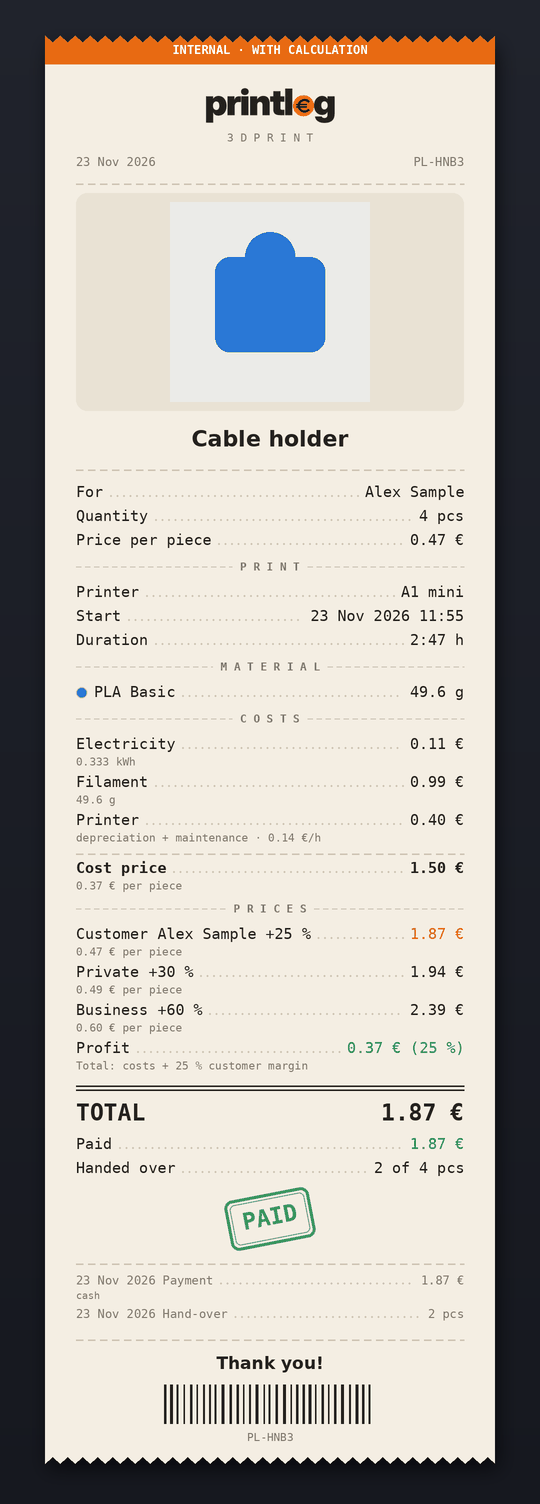 INTERNAL · WITH CALCULATION
printl€g
3DPRINT
23 Nov 2026 PL-HNB3
Cable holder
For Alex Sample
Quantity 4 pcs
Price per piece 0.47 €
PRINT
Printer A1 mini
Start 23 Nov 2026 11:55
Duration 2:47 h
MATERIAL
PLA Basic 49.6 g
COSTS
Electricity 0.11 €
0.333 kWh
Filament 0.99 €
49.6 g
Printer 0.40 €
depreciation + maintenance · 0.14 €/h
Cost price 1.50 €
0.37 € per piece
PRICES
Customer Alex Sample +25 % 1.87 €
0.47 € per piece
Private +30 % 1.94 €
0.49 € per piece
Business +60 % 2.39 €
0.60 € per piece
Profit 0.37 € (25 %)
Total: costs + 25 % customer margin
TOTAL 1.87 €
Paid 1.87 €
Handed over 2 of 4 pcs
PAID
23 Nov 2026 Payment 1.87 €
cash
23 Nov 2026 Hand-over 2 pcs
Thank you!
PL-HNB3